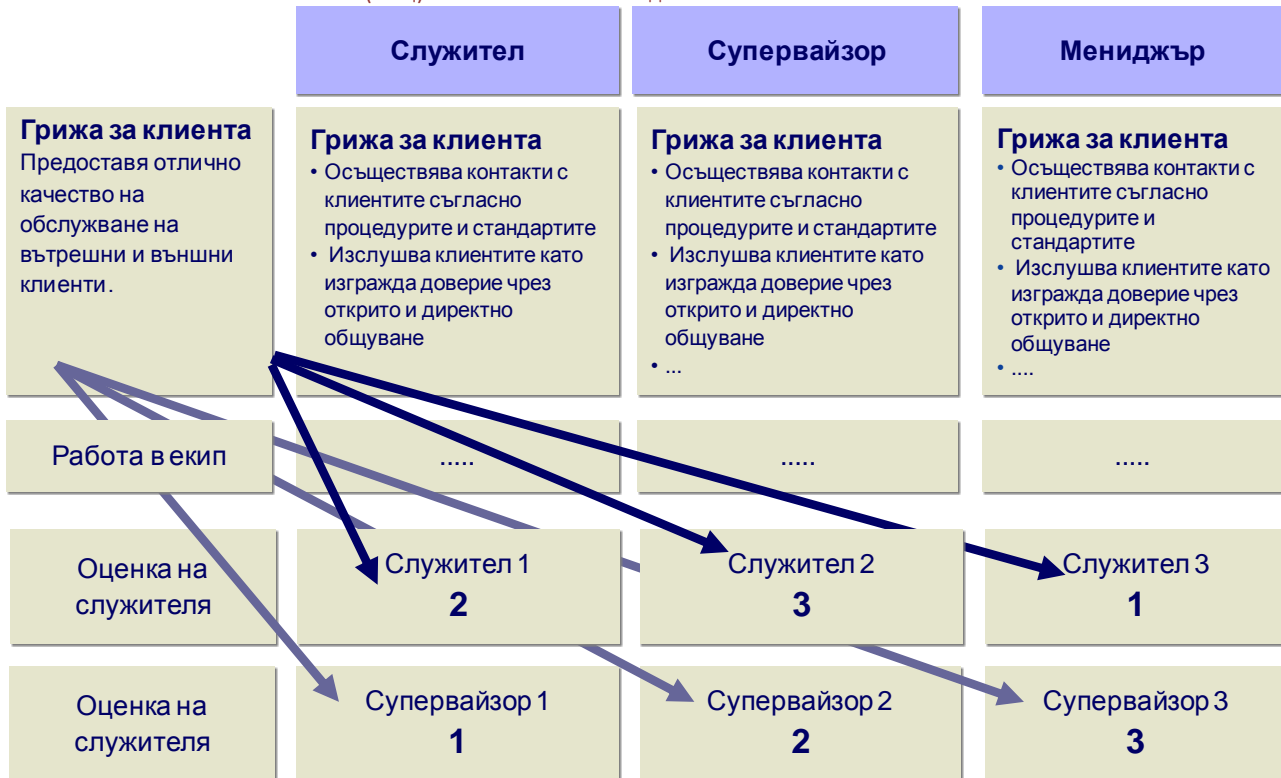 Служител
Супервайзор
Мениджър
Грижа за клиента
Предоставя отлично
качество на
обслужване на
вътрешни и външни
клиенти.
Грижа за клиента
• Осъществява контакти с
клиентите съгласно
процедурите и стандартите
• Изслушва клиентите като
изгражда доверие чрез
открито и директно
общуване
Грижа за клиента
• Осъществява контакти с
клиентите съгласно
процедурите и стандартите
• Изслушва клиентите като
изгражда доверие чрез
открито и директно
общуване
• ...
Грижа за клиента
• Осъществява контакти с
клиентите съгласно
процедурите и
стандартите
• Изслушва клиентите като
изгражда доверие чрез
открито и директно
общуване
• ....
Работа в екип
.....
.....
.....
Оценка на
служителя
Служител 1
2
Служител 2
3
Служител 3
1
Оценка на
служителя
Супервайзор 1
1
Супервайзор 2
2
Супервайзор 3
3